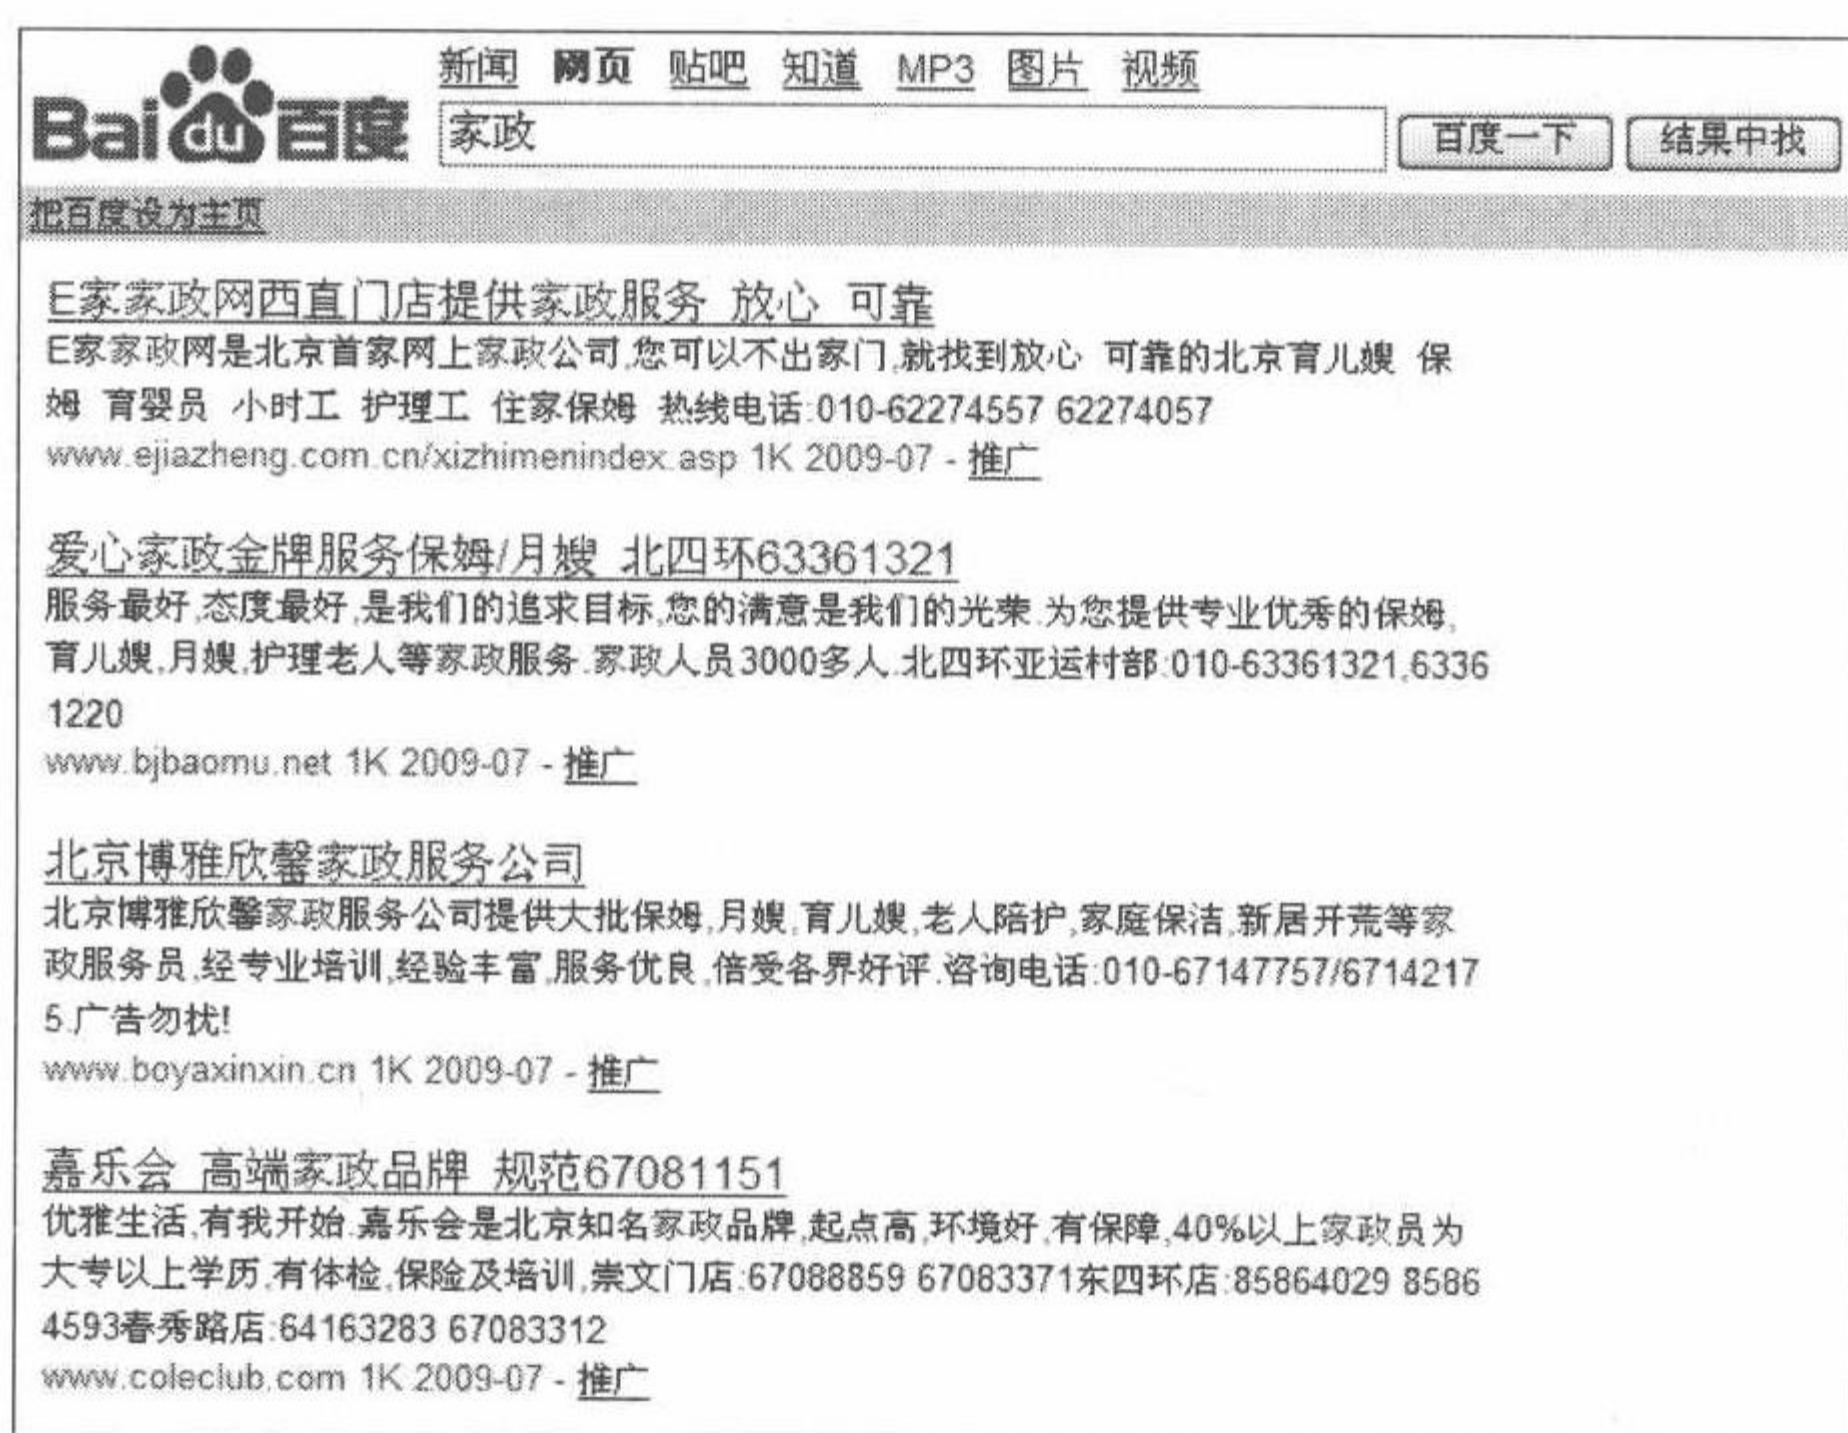 新闻 网页 贴吧 知道 MP3 图片 视频
Bai du 百度 家政 百度一下 结果中找
把百度设为主页
E家家政网西直门店提供家政服务 放心 可靠
E家家政网是北京首家网上家政公司,您可以不出家门,就找到放心 可靠的北京育儿嫂 保
姆 育婴员 小时工 护理工 住家保姆 热线电话:010-62274557 62274057
www.ejiazheng.com.cn/xizhimenindex.asp 1K 2009-07 - 推广
爱心家政金牌服务保姆/月嫂 北四环63361321
服务最好,态度最好,是我们的追求目标,您的满意是我们的光荣.为您提供专业优秀的保姆,
育儿嫂,月嫂,护理老人等家政服务.家政人员3000多人.北四环亚运村部:010-63361321,6336
1220
www.bjbaomu.net 1K 2009-07 - 推广
北京博雅欣馨家政服务公司
北京博雅欣馨家政服务公司提供大批保姆,月嫂,育儿嫂,老人陪护,家庭保洁,新居开荒等家
政服务员,经专业培训,经验丰富,服务优良,倍受各界好评.咨询电话:010-67147757/6714217
5.广告勿扰!
www.boyaxinxin.cn 1K 2009-07 - 推广
嘉乐会 高端家政品牌 规范67081151
优雅生活,有我开始.嘉乐会是北京知名家政品牌,起点高,环境好,有保障,40%以上家政员为
大专以上学历,有体检,保险及培训,崇文门店:67088859 67083371东四环店:85864029 8586
4593春秀路店:64163283 67083312
www.coleclub.com 1K 2009-07 - 推广